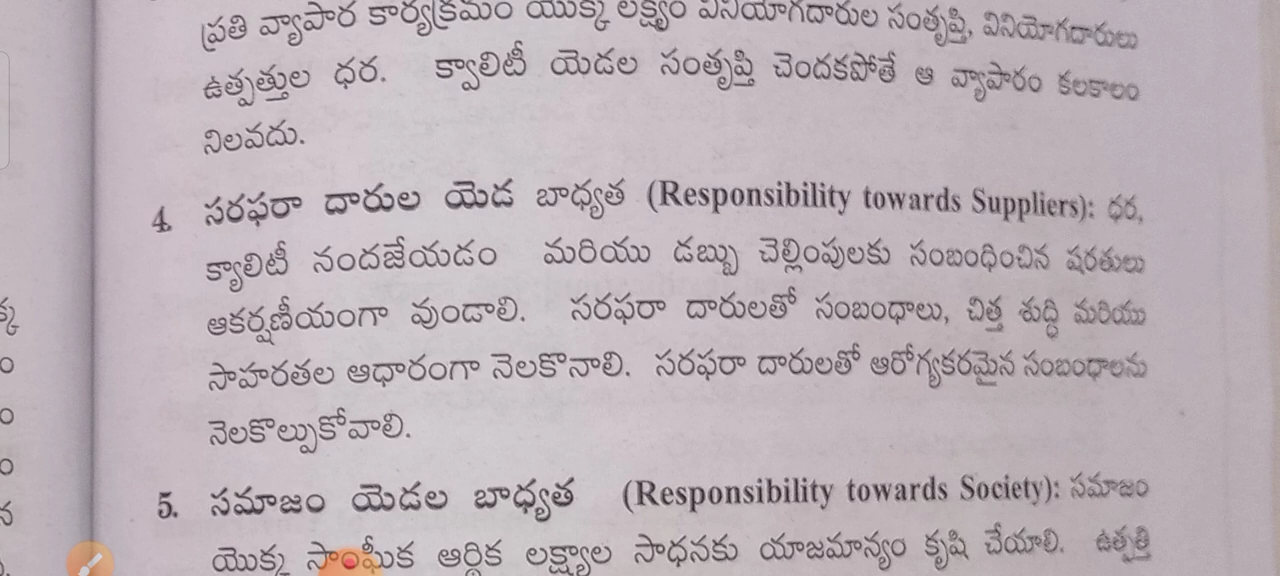 ప్రతి వ్యాపార కార్యక్రమం యొక్క లక్ష్యం వినియోగదారుల సంతృప్తి, వినియోగదారులు
ఉత్పత్తుల ధర. క్వాలిటీ యెడల సంతృప్తి చెందకపోతే ఆ వ్యాపారం కలకాలం
నిలవదు.
4. సరఫరా దారుల యెడ బాధ్యత (Responsibility towards Suppliers): ధర,
క్యాలిటీ నందజేయడం మరియు డబ్బు చెల్లింపులకు సంబంధించిన షరతులు
ఆకర్షణీయంగా వుండాలి. సరఫరా దారులతో సంబంధాలు, చిత్త శుద్ధి మరియు
సాహరతల ఆధారంగా నెలకొనాలి. సరఫరా దారులతో ఆరోగ్యకరమైన సంబంధాలను
నెలకొల్పుకోవాలి.
5. సమాజం యెడల బాధ్యత (Responsibility towards Society): సమాజం
యొక్క సాంఘీక ఆర్థిక లక్ష్యాల సాధనకు యాజమాన్యం కృషి చేయాలి. ఉత్పత్తి